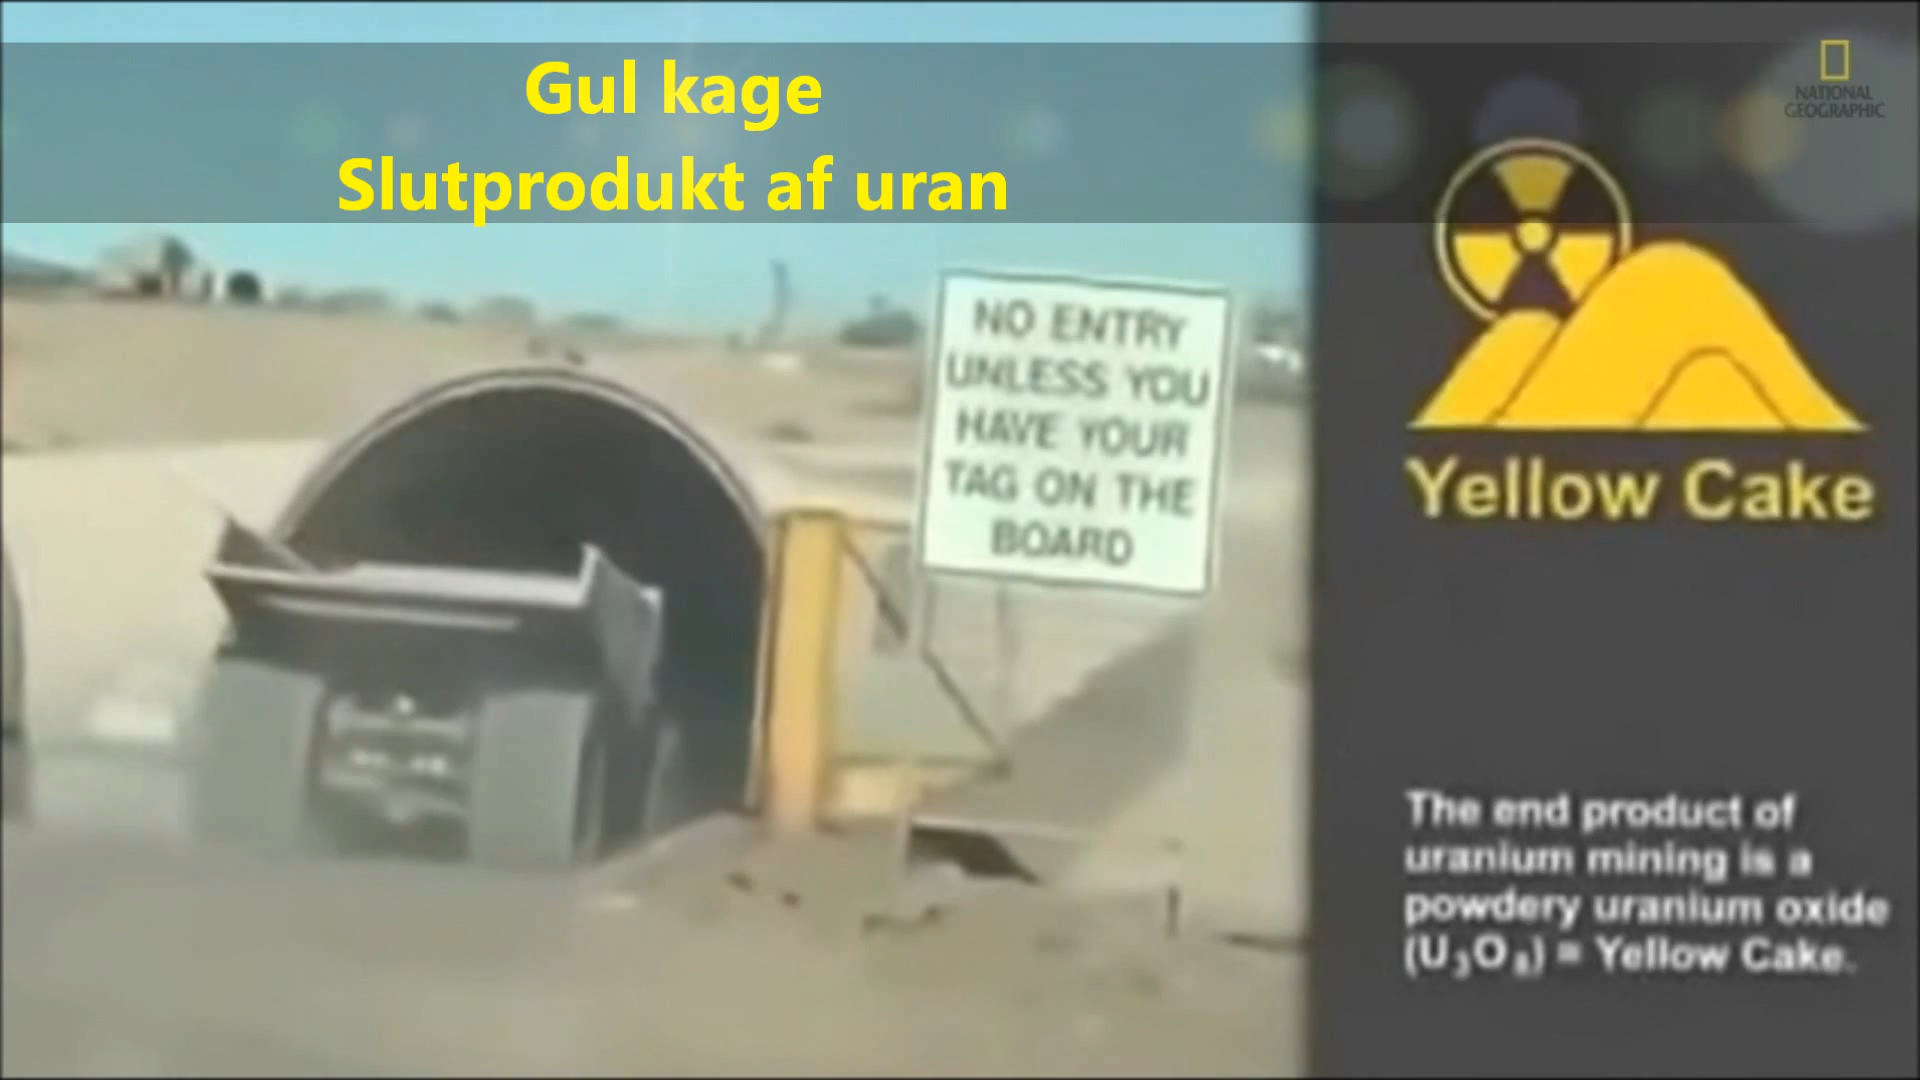 Gul kage
Slutprodukt af uran
NATIONAL
GEOGRAPHIC
NO ENTRY
UNLESS YOU
HAVE YOUR
TAG ON THE
BOARD
Yellow Cake
The end product of
uranium mining is a
powdery uranium oxide
(U₃O₈) = Yellow Cake.